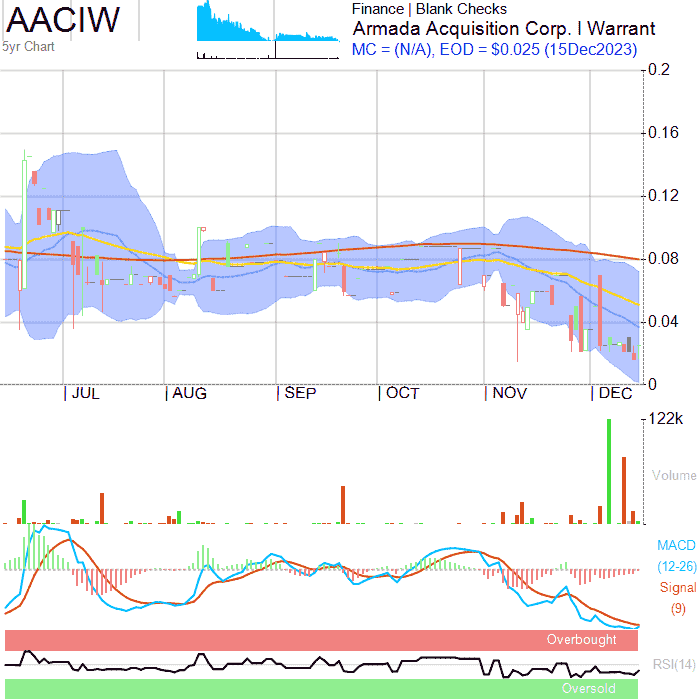 AACIW
5yr Chart
Finance | Blank Checks
Armada Acquisition Corp. I Warrant
MC = (N/A), EOD = $0.025 (15Dec2023)
0.2
0.16
0.12
0.08
0.04
0
JUL AUG SEP OCT NOV DEC
122k
Volume
MACD
(12-26)
Signal
(9)
Overbought
RSI(14)
Oversold